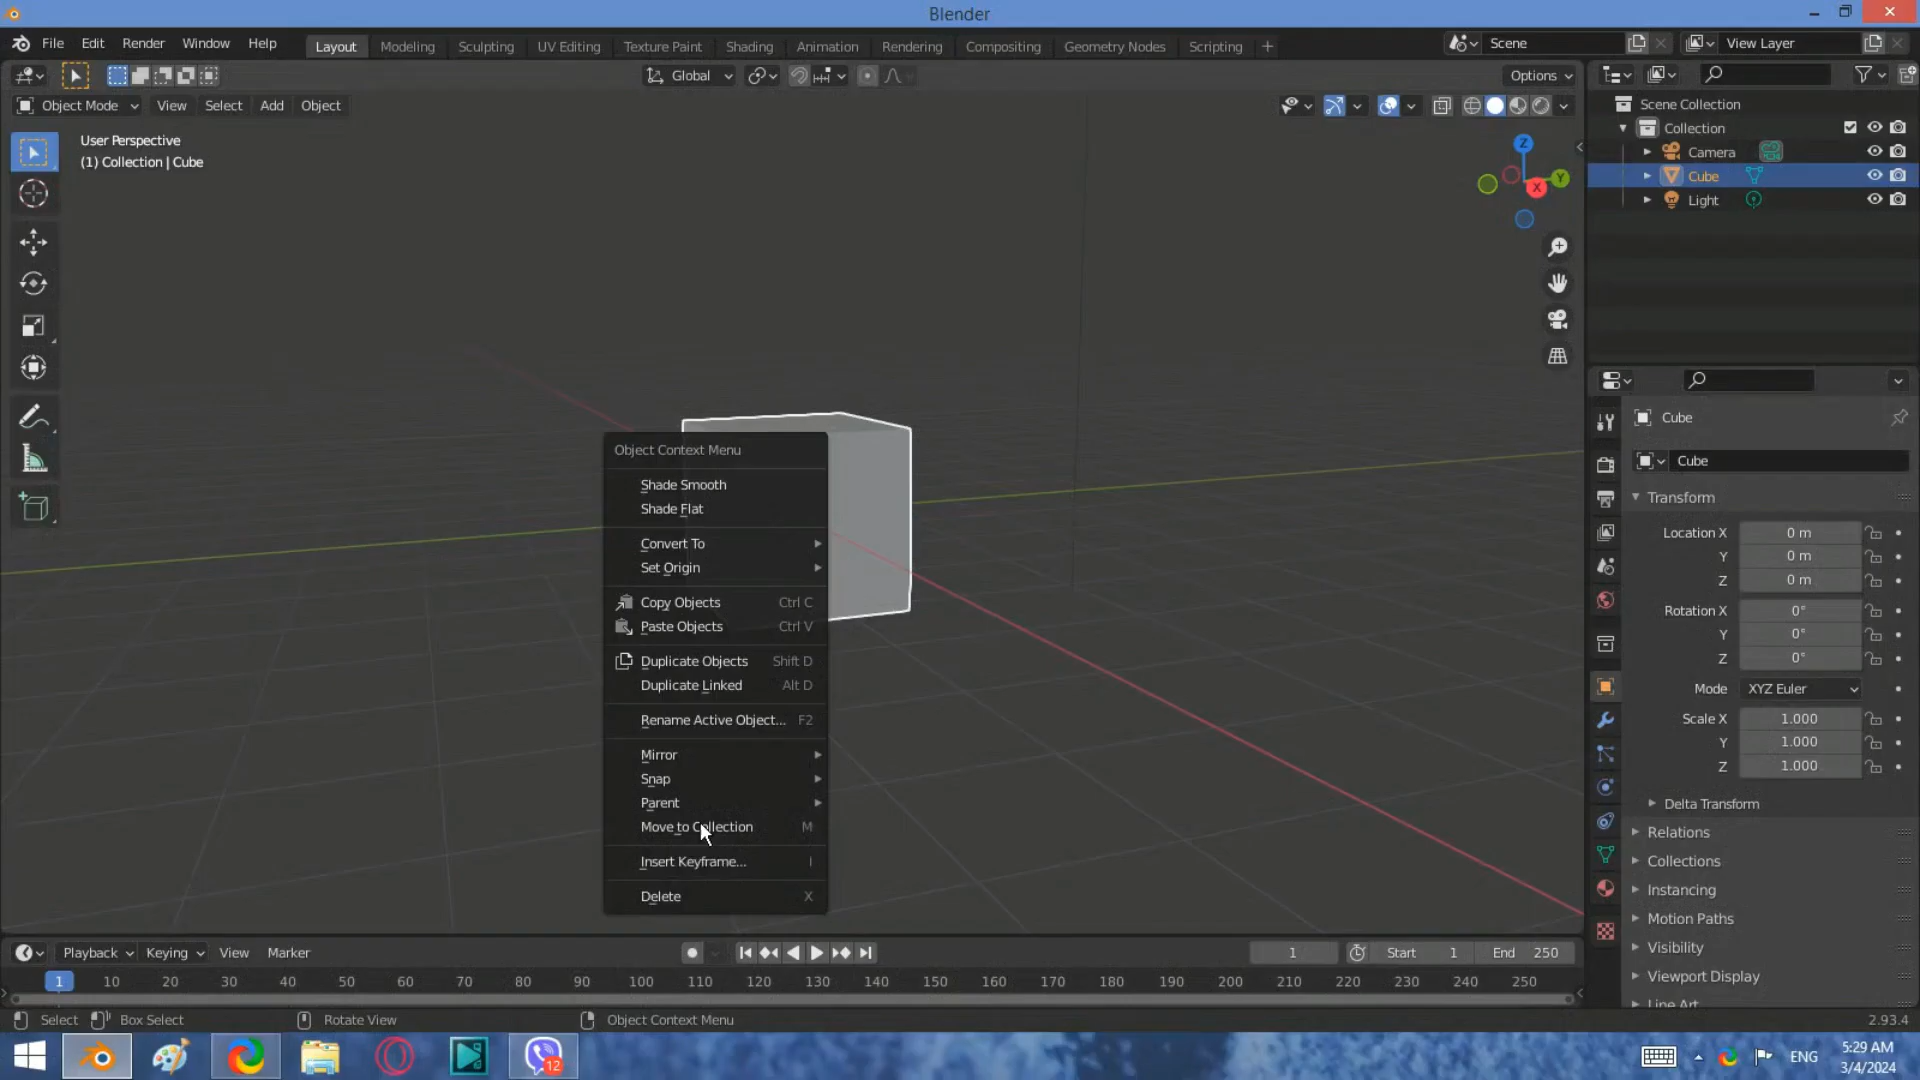 Blender
File Edit Render Window Help Layout Modeling Sculpting UV Editing Texture Paint Shading Animation Rendering Compositing Geometry Nodes Scripting + Scene View Layer
Global Options
Object Mode View Select Add Object
User Perspective
(1) Collection | Cube
Z
Y
X
Scene Collection
Collection
Camera
Cube
Light
Object Context Menu
Shade Smooth
Shade Flat
Convert To
Set Origin
Copy Objects Ctrl C
Paste Objects Ctrl V
Duplicate Objects Shift D
Duplicate Linked Alt D
Rename Active Object... F2
Mirror
Snap
Parent
Move to Collection M
Insert Keyframe... I
Delete X
Cube
Cube
Transform
Location X 0 m
Y 0 m
Z 0 m
Rotation X 0°
Y 0°
Z 0°
Mode XYZ Euler
Scale X 1.000
Y 1.000
Z 1.000
Delta Transform
Relations
Collections
Instancing
Motion Paths
Visibility
Viewport Display
Line Art
Playback Keying View Marker 1 Start 1 End 250
1 10 20 30 40 50 60 70 80 90 100 110 120 130 140 150 160 170 180 190 200 210 220 230 240 250
Select Box Select Rotate View Object Context Menu 2.93.4
12
ENG
5:29 AM
3/4/2024